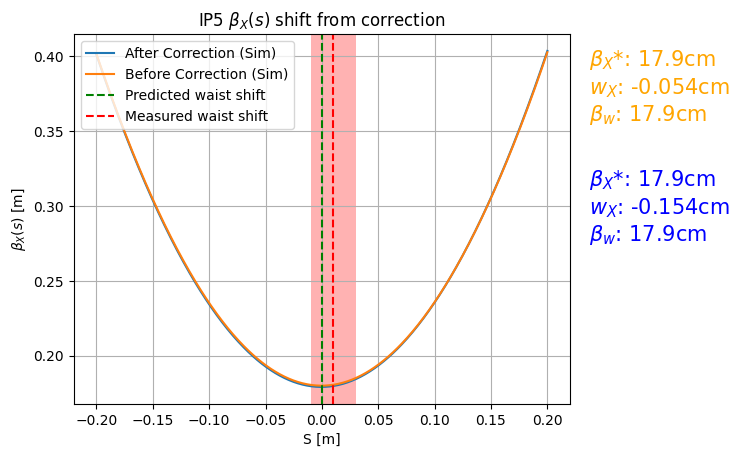 IP5 βX(s) shift from correction
After Correction (Sim)
Before Correction (Sim)
Predicted waist shift
Measured waist shift
βX*: 17.9cm
wX: -0.054cm
βw: 17.9cm
βX*: 17.9cm
wX: -0.154cm
βw: 17.9cm
βX(s) [m]
0.40
0.35
0.30
0.25
0.20
−0.20 −0.15 −0.10 −0.05 0.00 0.05 0.10 0.15 0.20
S [m]